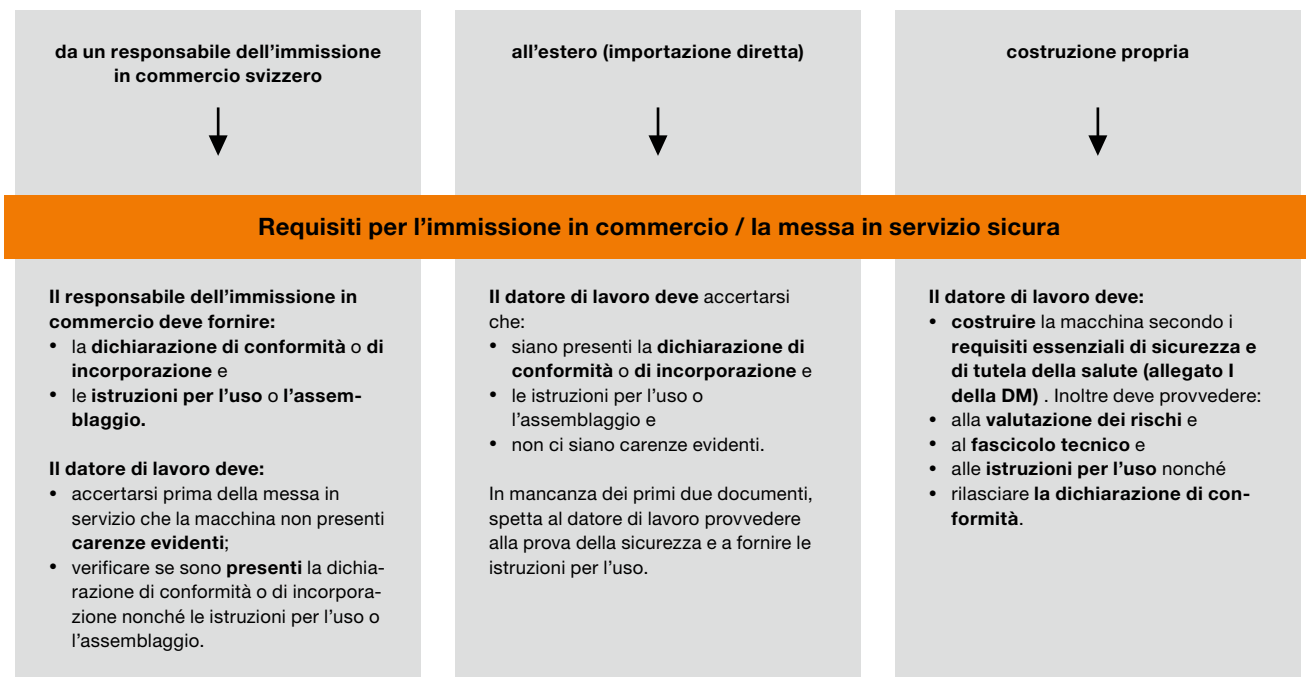 da un responsabile dell'immissione
in commercio svizzero
all'estero (importazione diretta)
costruzione propria
Requisiti per l'immissione in commercio / la messa in servizio sicura
Il responsabile dell'immissione in
commercio deve fornire:
• la dichiarazione di conformità o di
incorporazione e
• le istruzioni per l'uso o l'assem-
blaggio.
Il datore di lavoro deve:
• accertarsi prima della messa in
servizio che la macchina non presenti
carenze evidenti;
• verificare se sono presenti la dichia-
razione di conformità o di incorpora-
zione nonché le istruzioni per l'uso o
l'assemblaggio.
Il datore di lavoro deve accertarsi
che:
• siano presenti la dichiarazione di
conformità o di incorporazione e
• le istruzioni per l'uso o
l'assemblaggio e
• non ci siano carenze evidenti.
In mancanza dei primi due documenti,
spetta al datore di lavoro provvedere
alla prova della sicurezza e a fornire le
istruzioni per l'uso.
Il datore di lavoro deve:
• costruire la macchina secondo i
requisiti essenziali di sicurezza e
di tutela della salute (allegato I
della DM) . Inoltre deve provvedere:
• alla valutazione dei rischi e
• al fascicolo tecnico e
• alle istruzioni per l'uso nonché
• rilasciare la dichiarazione di con-
formità.